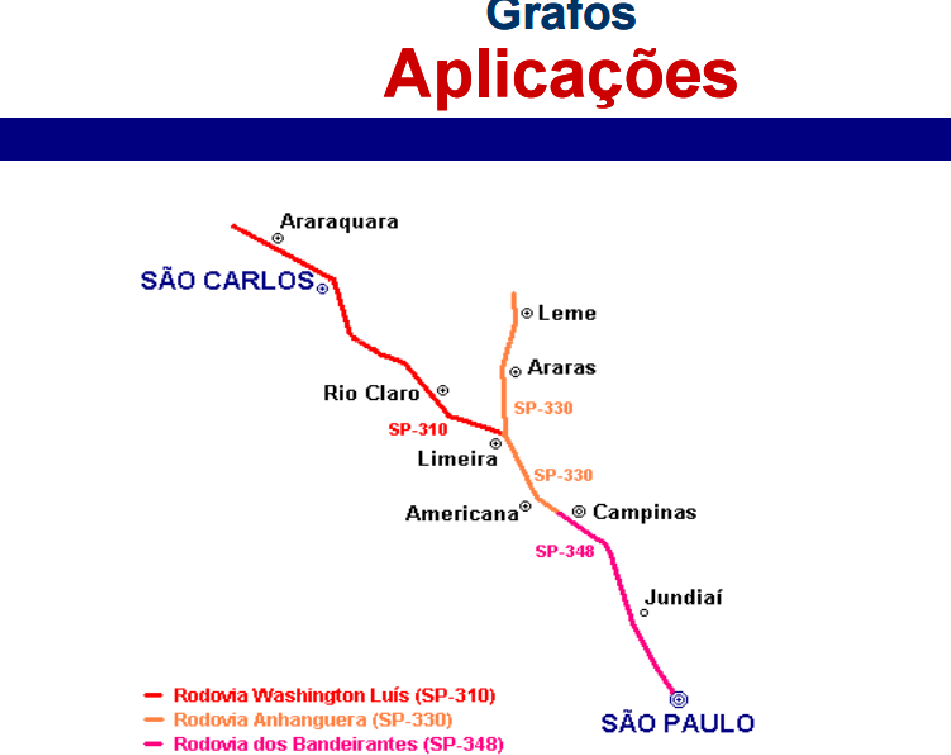 Grafos
Aplicações
Araraquara
SÃO CARLOS
Leme
Araras
Rio Claro
SP-330
SP-310
Limeira
SP-330
Americana
Campinas
SP-348
Jundiaí
Rodovia Washington Luís (SP-310)
Rodovia Anhanguera (SP-330)
SÃO PAULO
Rodovia dos Bandeirantes (SP-348)